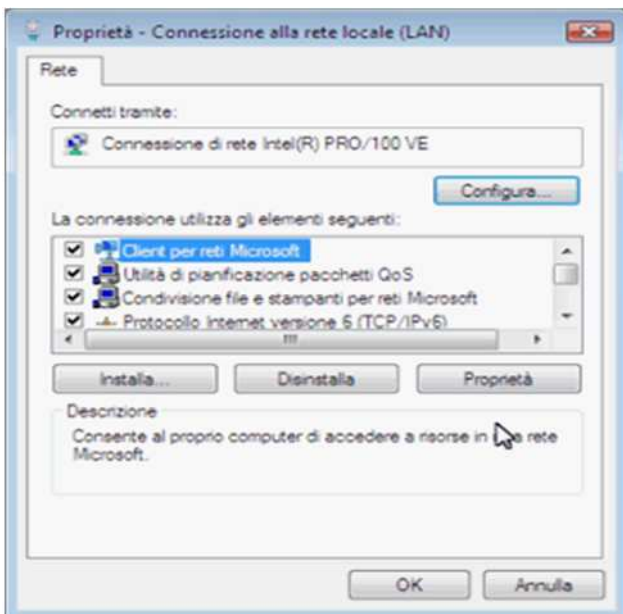 Proprietà - Connessione alla rete locale (LAN)
Rete
Connetti tramite:
Connessione di rete Intel(R) PRO/100 VE
Configura...
La connessione utilizza gli elementi seguenti:
Client per reti Microsoft
Utilità di pianificazione pacchetti QoS
Condivisione file e stampanti per reti Microsoft
Protocollo Internet versione 6 (TCP/IPv6)
Installa... Disinstalla Proprietà
Descrizione
Consente al proprio computer di accedere a risorse in rete
Microsoft.
OK Annulla